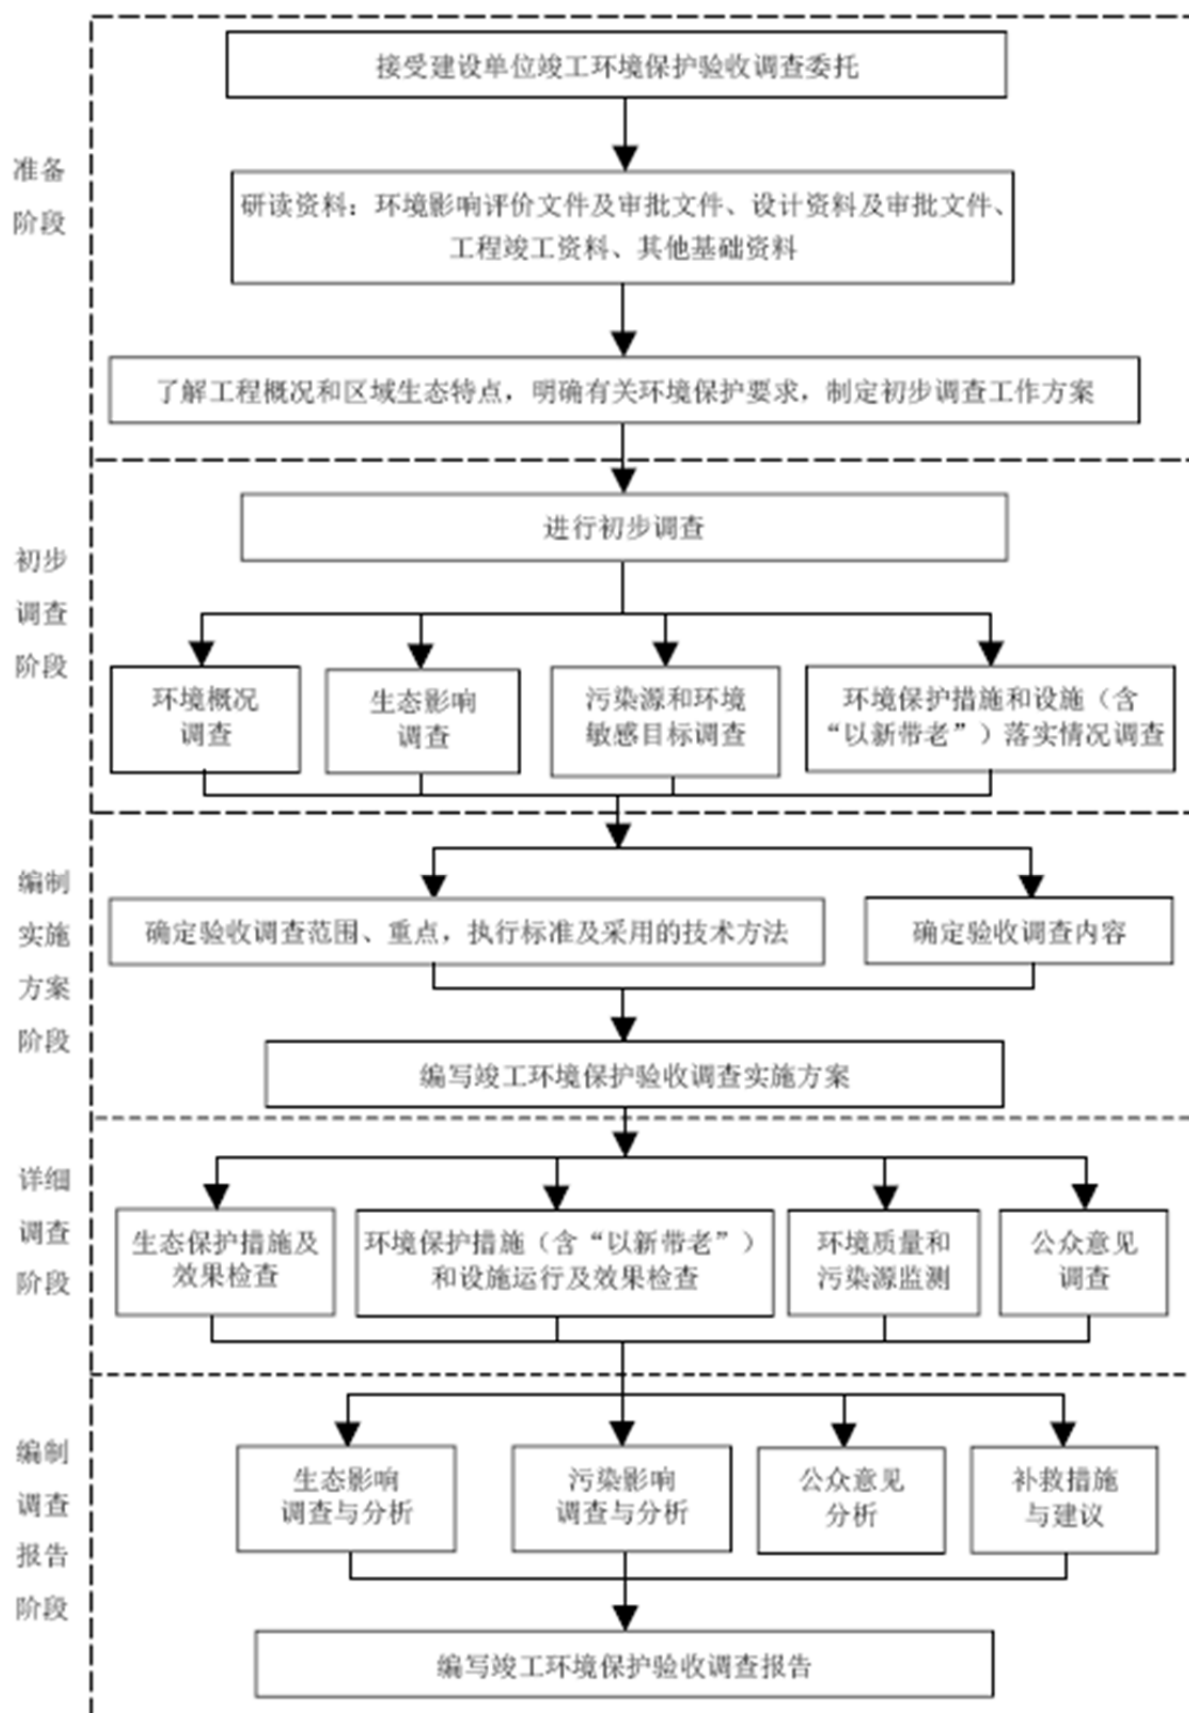 接受建设单位竣工环境保护验收调查委托
准备
阶段
研读资料：环境影响评价文件及审批文件、设计资料及审批文件、
工程竣工资料、其他基础资料
了解工程概况和区域生态特点，明确有关环境保护要求，制定初步调查工作方案
初步
调查
阶段
进行初步调查
环境概况
调查
生态影响
调查
污染源和环境
敏感目标调查
环境保护措施和设施（含
“以新带老”）落实情况调查
编制
实施
方案
阶段
确定验收调查范围、重点，执行标准及采用的技术方法
确定验收调查内容
编写竣工环境保护验收调查实施方案
详细
调查
阶段
生态保护措施及
效果检查
环境保护措施（含“以新带老”）
和设施运行及效果检查
环境质量和
污染源监测
公众意见
调查
编制
调查
报告
阶段
生态影响
调查与分析
污染影响
调查与分析
公众意见
分析
补救措施
与建议
编写竣工环境保护验收调查报告